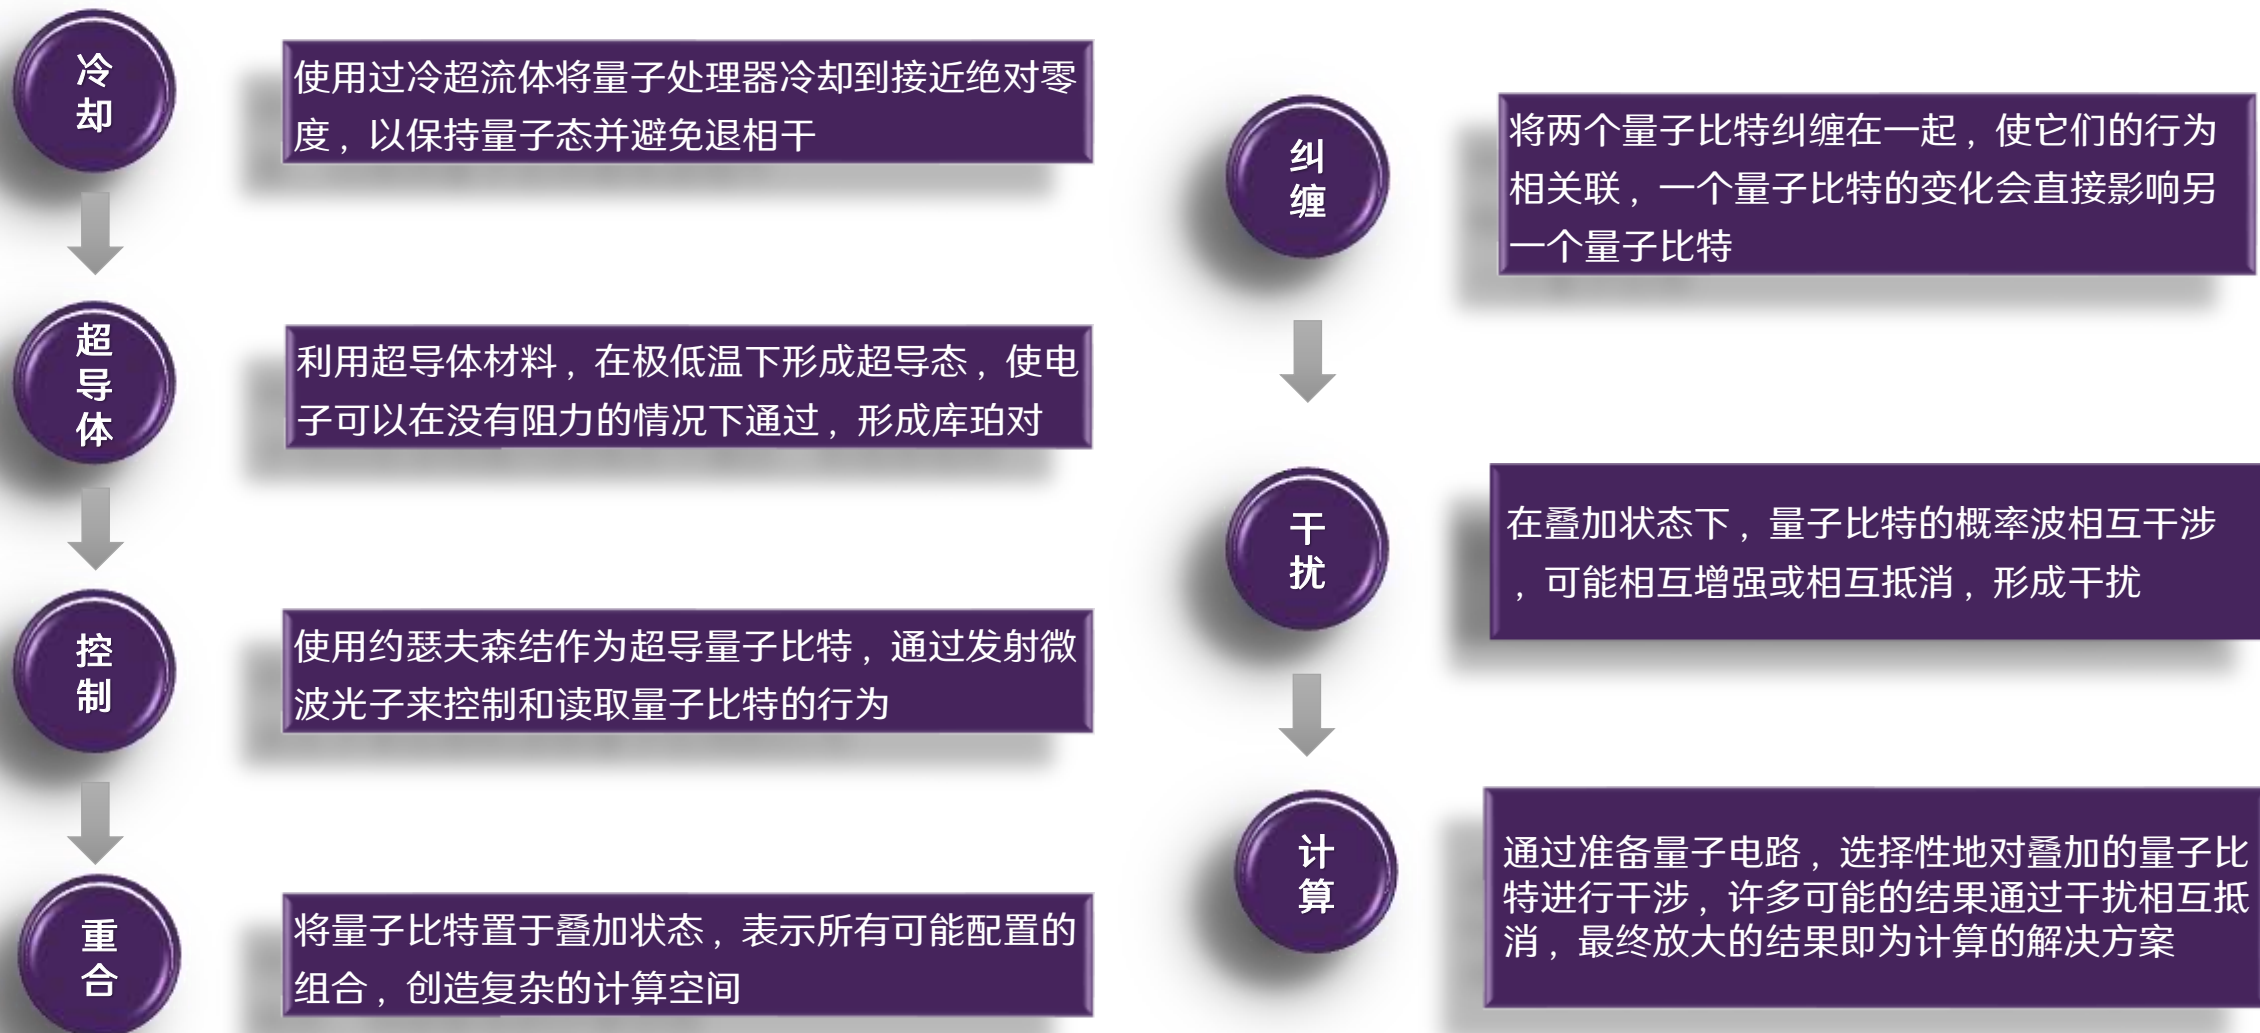 冷
却
使用过冷超流体将量子处理器冷却到接近绝对零
度，以保持量子态并避免退相干
超
导
体
利用超导体材料，在极低温下形成超导态，使电
子可以在没有阻力的情况下通过，形成库珀对
控
制
使用约瑟夫森结作为超导量子比特，通过发射微
波光子来控制和读取量子比特的行为
重
合
将量子比特置于叠加状态，表示所有可能配置的
组合，创造复杂的计算空间
纠
缠
将两个量子比特纠缠在一起，使它们的行为
相关联，一个量子比特的变化会直接影响另
一个量子比特
干
扰
在叠加状态下，量子比特的概率波相互干涉
，可能相互增强或相互抵消，形成干扰
计
算
通过准备量子电路，选择性地对叠加的量子比
特进行干涉，许多可能的结果通过干扰相互抵
消，最终放大的结果即为计算的解决方案